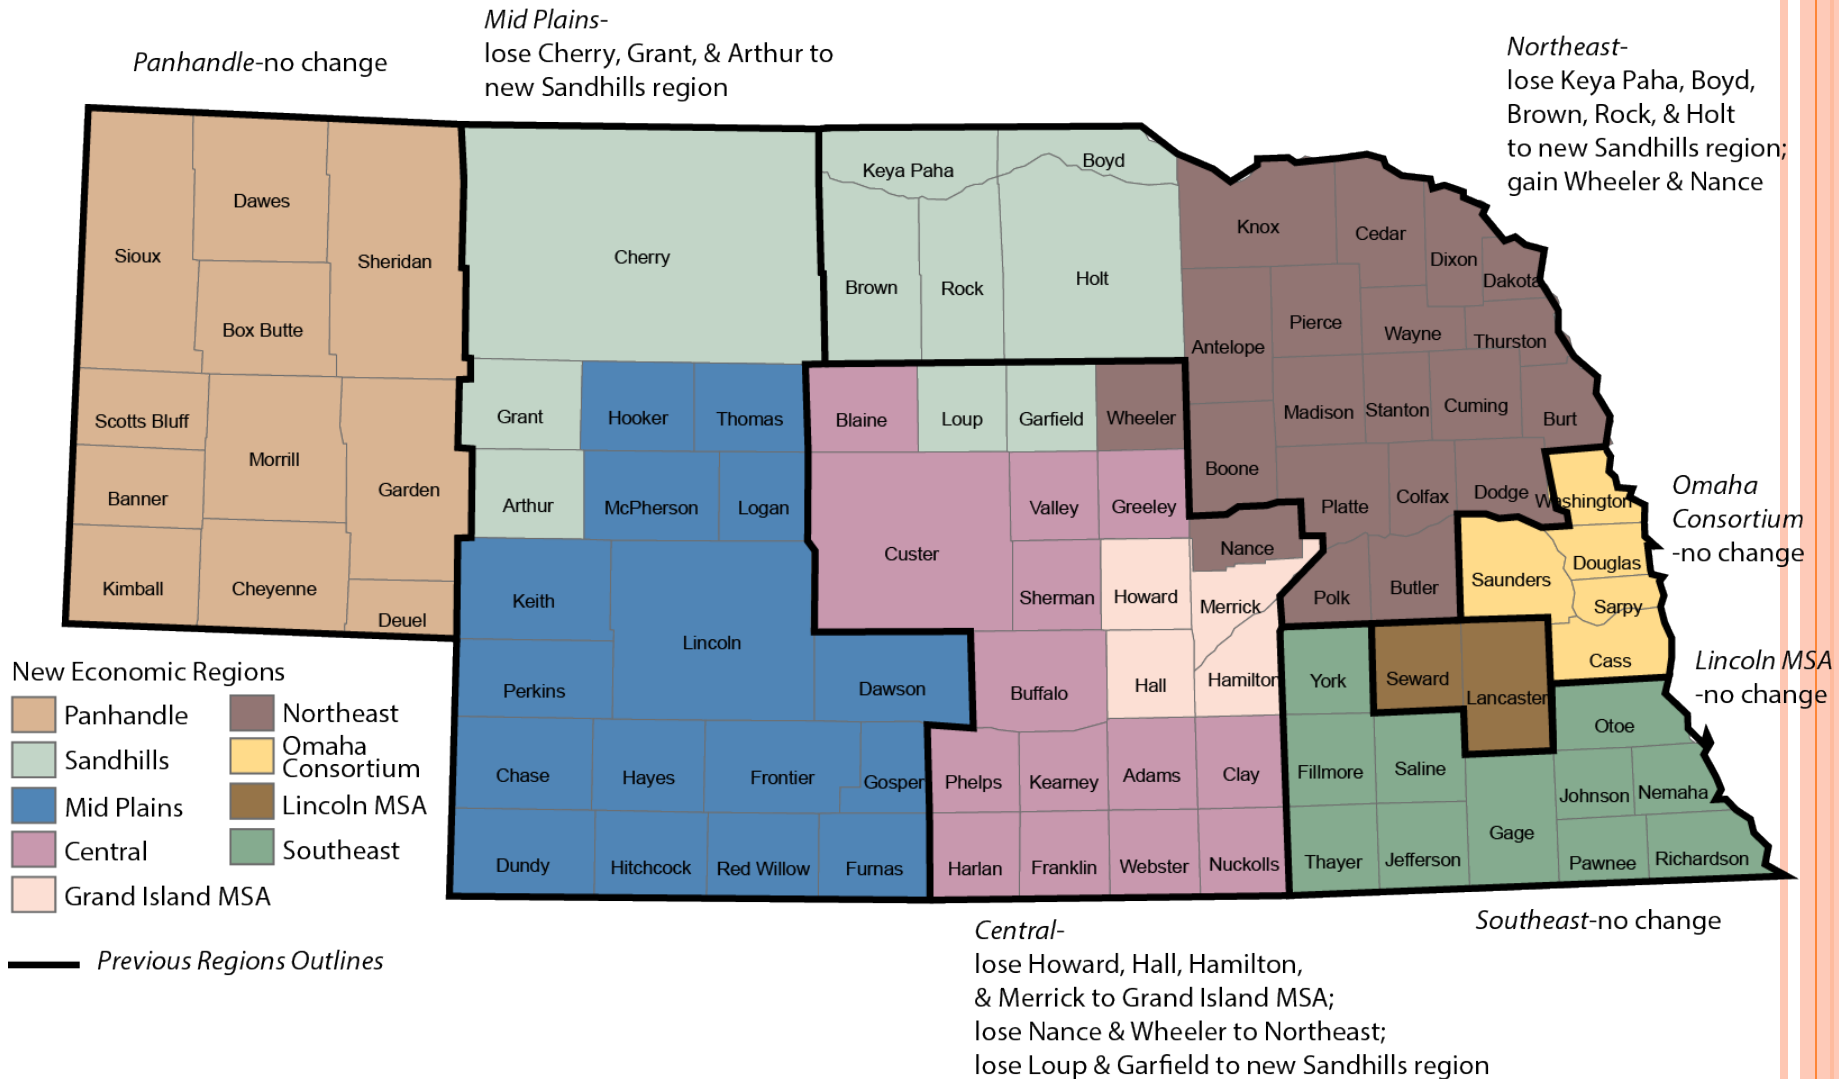 Mid Plains-
lose Cherry, Grant, & Arthur to
new Sandhills region
Panhandle-no change
Northeast-
lose Keya Paha, Boyd,
Brown, Rock, & Holt
to new Sandhills region;
gain Wheeler & Nance
Sioux
Dawes
Sheridan
Box Butte
Scotts Bluff
Morrill
Garden
Banner
Kimball
Cheyenne
Deuel
Cherry
Keya Paha
Boyd
Brown
Rock
Holt
Grant
Hooker
Thomas
Arthur
McPherson
Logan
Blaine
Loup
Garfield
Wheeler
Custer
Valley
Greeley
Sherman
Howard
Nance
Merrick
Hall
Hamilton
Buffalo
Knox
Cedar
Dixon
Dakota
Antelope
Pierce
Wayne
Thurston
Madison
Stanton
Cuming
Burt
Boone
Platte
Colfax
Dodge
Washington
Polk
Butler
Saunders
Douglas
Sarpy
Cass
Omaha
Consortium
-no change
Lincoln MSA
-no change
Keith
Lincoln
Perkins
Dawson
Chase
Hayes
Frontier
Gosper
Dundy
Hitchcock
Red Willow
Furnas
Phelps
Kearney
Adams
Clay
Harlan
Franklin
Webster
Nuckolls
York
Seward
Lancaster
Otoe
Fillmore
Saline
Johnson
Nemaha
Gage
Thayer
Jefferson
Pawnee
Richardson
New Economic Regions
Panhandle
Sandhills
Mid Plains
Central
Grand Island MSA
Northeast
Omaha
Consortium
Lincoln MSA
Southeast
Previous Regions Outlines
Southeast-no change
Central-
lose Howard, Hall, Hamilton,
& Merrick to Grand Island MSA;
lose Nance & Wheeler to Northeast;
lose Loup & Garfield to new Sandhills region